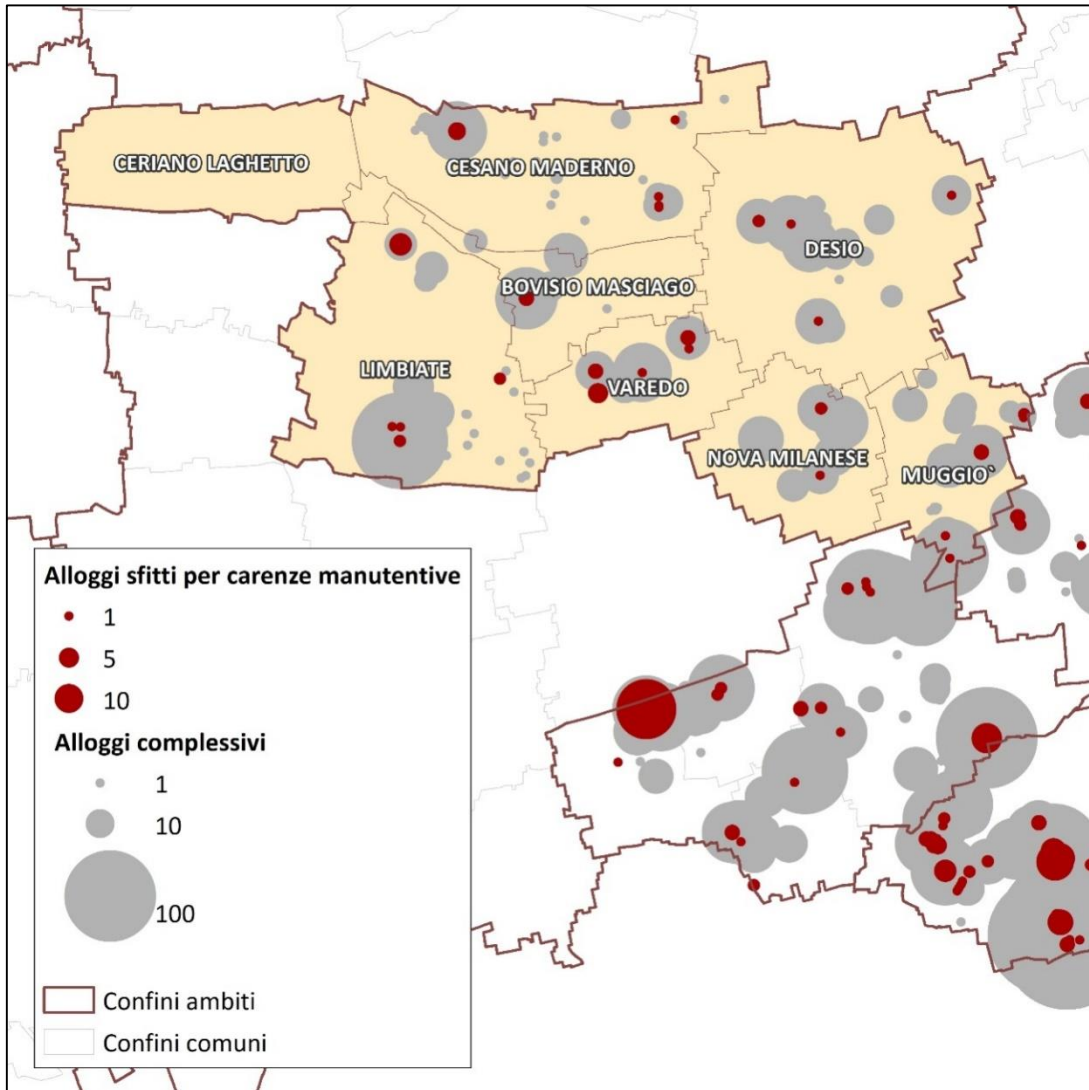 CERIANO LAGHETTO
CESANO MADERNO
DESIO
BOVISIO MASCIAGO
LIMBIATE
VAREDO
NOVA MILANESE
MUGGIO`
Alloggi sfitti per carenze manutentive
1
5
10
Alloggi complessivi
1
10
100
Confini ambiti
Confini comuni